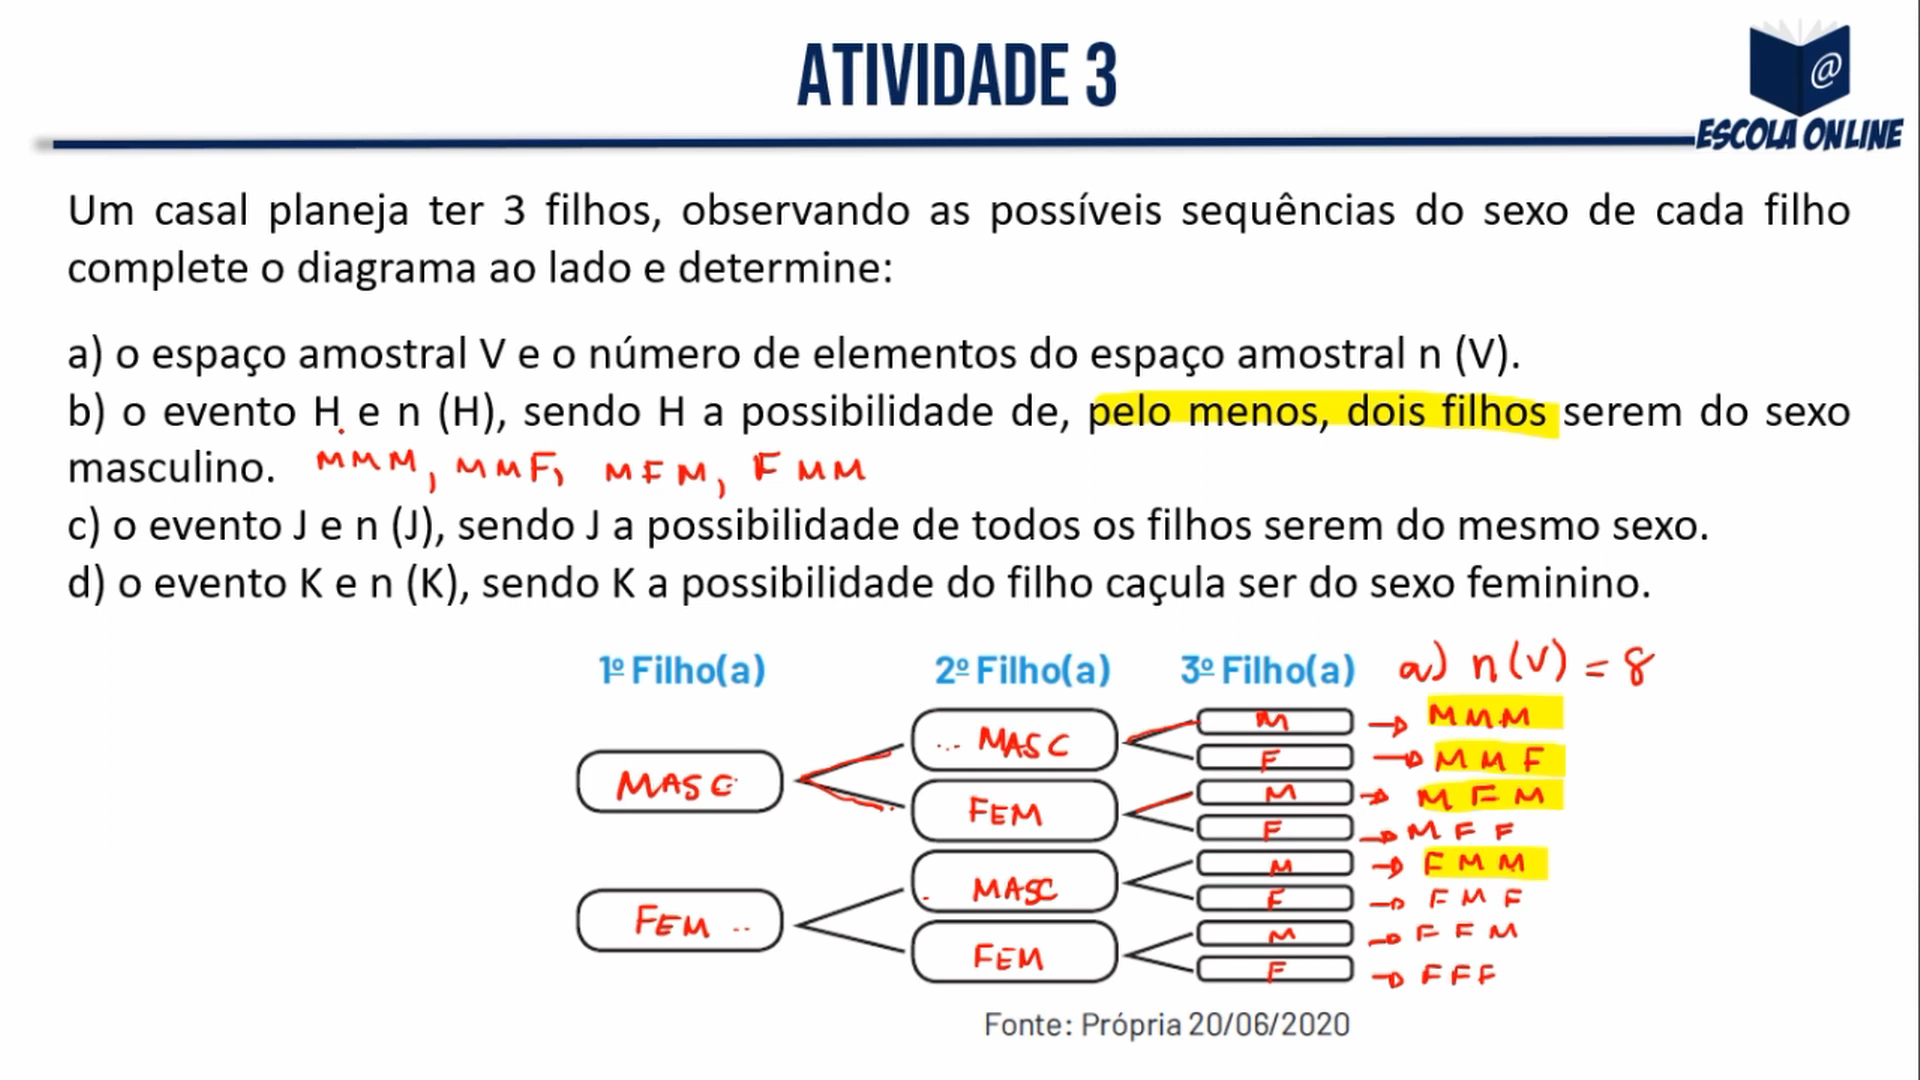 ATIVIDADE 3
@
ESCOLA ONLINE
Um casal planeja ter 3 filhos, observando as possíveis sequências do sexo de cada filho
complete o diagrama ao lado e determine:
a) o espaço amostral V e o número de elementos do espaço amostral n (V).
b) o evento H e n (H), sendo H a possibilidade de, pelo menos, dois filhos serem do sexo
masculino. MMM, MMF, MFM, FMM
c) o evento J e n (J), sendo J a possibilidade de todos os filhos serem do mesmo sexo.
d) o evento K e n (K), sendo K a possibilidade do filho caçula ser do sexo feminino.
1º Filho(a) 2º Filho(a) 3º Filho(a) a) n(V) = 8
MASC
FEM
MASC
FEM
MASC
FEM
M → MMM
F → MMF
M → MFM
F → MFF
M → FMM
F → FMF
M → FFM
F → FFF
Fonte: Própria 20/06/2020